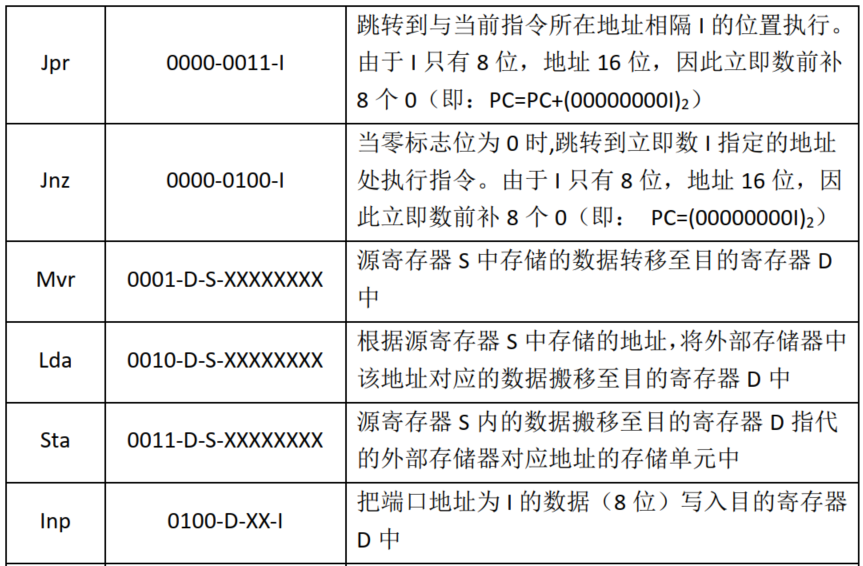 Jpr
0000-0011-I
跳转到与当前指令所在地址相隔 I 的位置执行。
由于 I 只有 8 位，地址 16 位，因此立即数前补
8 个 0（即：PC=PC+(00000000I)₂）
Jnz
0000-0100-I
当零标志位为 0 时,跳转到立即数 I 指定的地址
处执行指令。由于 I 只有 8 位，地址 16 位，因
此立即数前补 8 个 0（即： PC=(00000000I)₂）
Mvr
0001-D-S-XXXXXXXX
源寄存器 S 中存储的数据转移至目的寄存器 D
中
Lda
0010-D-S-XXXXXXXX
根据源寄存器 S 中存储的地址，将外部存储器中
该地址对应的数据搬移至目的寄存器 D 中
Sta
0011-D-S-XXXXXXXX
源寄存器 S 内的数据搬移至目的寄存器 D 指代
的外部存储器对应地址的存储单元中
Inp
0100-D-XX-I
把端口地址为 I 的数据（8 位）写入目的寄存器
D 中